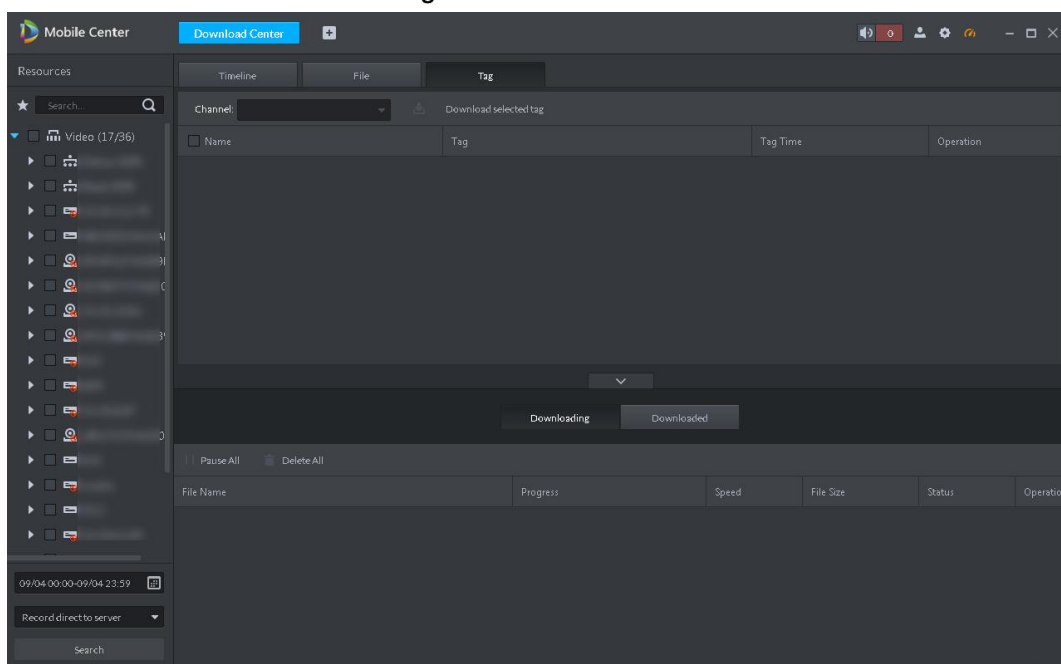 g
Mobile Center
Download Center
0
Resources
Timeline File Tag
Search...
Channel: Download selected tag
Video (17/36)
Name Tag Tag Time Operation
Downloading Downloaded
Pause All Delete All
File Name Progress Speed File Size Status Operatio
09/04 00:00-09/04 23:59
Record direct to server
Search